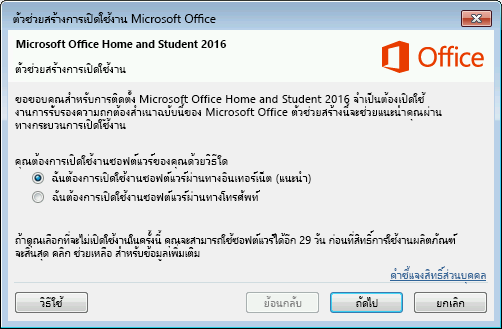 ตัวช่วยสร้างการเปิดใช้งาน Microsoft Office
Microsoft Office Home and Student 2016
Office
ตัวช่วยสร้างการเปิดใช้งาน
ขอขอบคุณสำหรับการติดตั้ง Microsoft Office Home and Student 2016 จำเป็นต้องเปิดใช้
งานการรับรองความถูกต้องสำเนาฉบับนี้ของ Microsoft Office ตัวช่วยสร้างนี้จะช่วยแนะนำคุณผ่าน
ทางกระบวนการเปิดใช้งาน
คุณต้องการเปิดใช้งานซอฟต์แวร์ของคุณด้วยวิธีใด
ฉันต้องการเปิดใช้งานซอฟต์แวร์ผ่านทางอินเทอร์เน็ต (แนะนำ)
ฉันต้องการเปิดใช้งานซอฟต์แวร์ผ่านทางโทรศัพท์
ถ้าคุณเลือกที่จะไม่เปิดใช้งานในครั้งนี้ คุณจะสามารถใช้ซอฟต์แวร์ได้อีก 29 วัน ก่อนที่สิทธิ์การใช้งานผลิตภัณฑ์
จะสิ้นสุด คลิก ช่วยเหลือ สำหรับข้อมูลเพิ่มเติม
คำชี้แจงสิทธิ์ส่วนบุคคล
วิธีใช้
ย้อนกลับ
ถัดไป
ยกเลิก